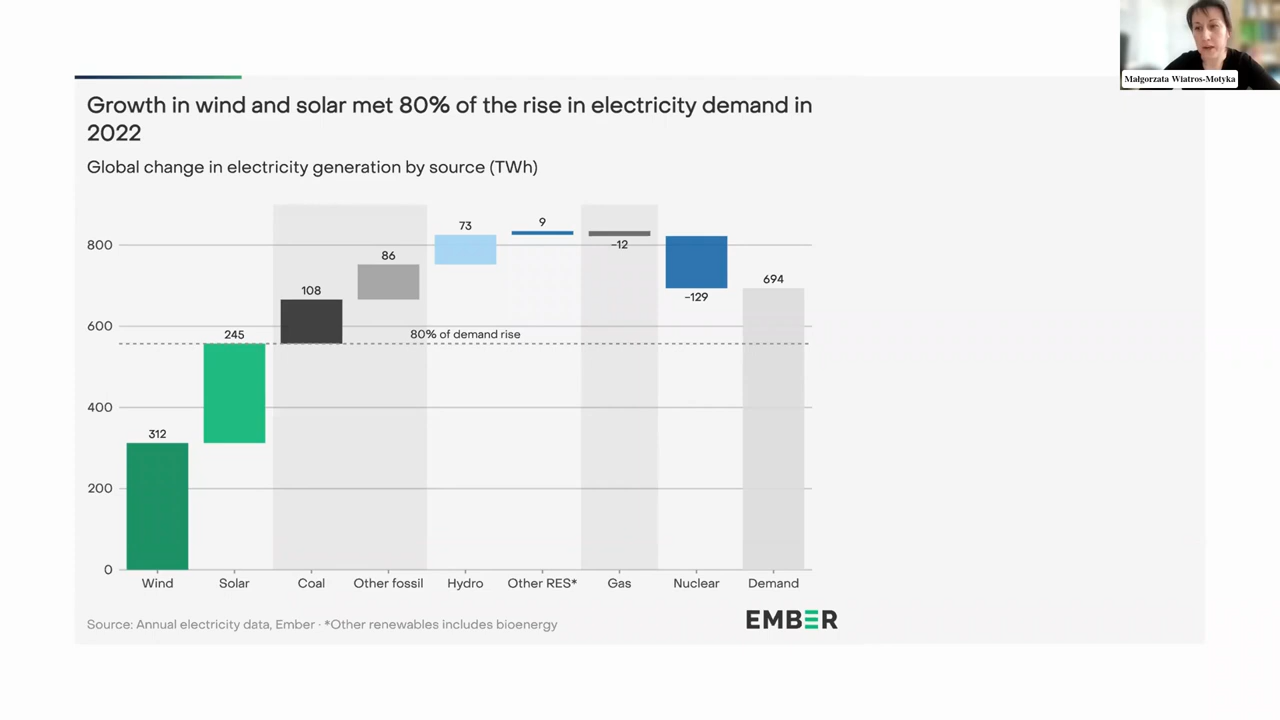 Małgorzata Wiatros-Motyka
Growth in wind and solar met 80% of the rise in electricity demand in
2022
Global change in electricity generation by source (TWh)
800
600
400
200
0
312
245
108
86
73
9
−12
−129
694
80% of demand rise
Wind
Solar
Coal
Other fossil
Hydro
Other RES*
Gas
Nuclear
Demand
Source: Annual electricity data, Ember · *Other renewables includes bioenergy
EMBER